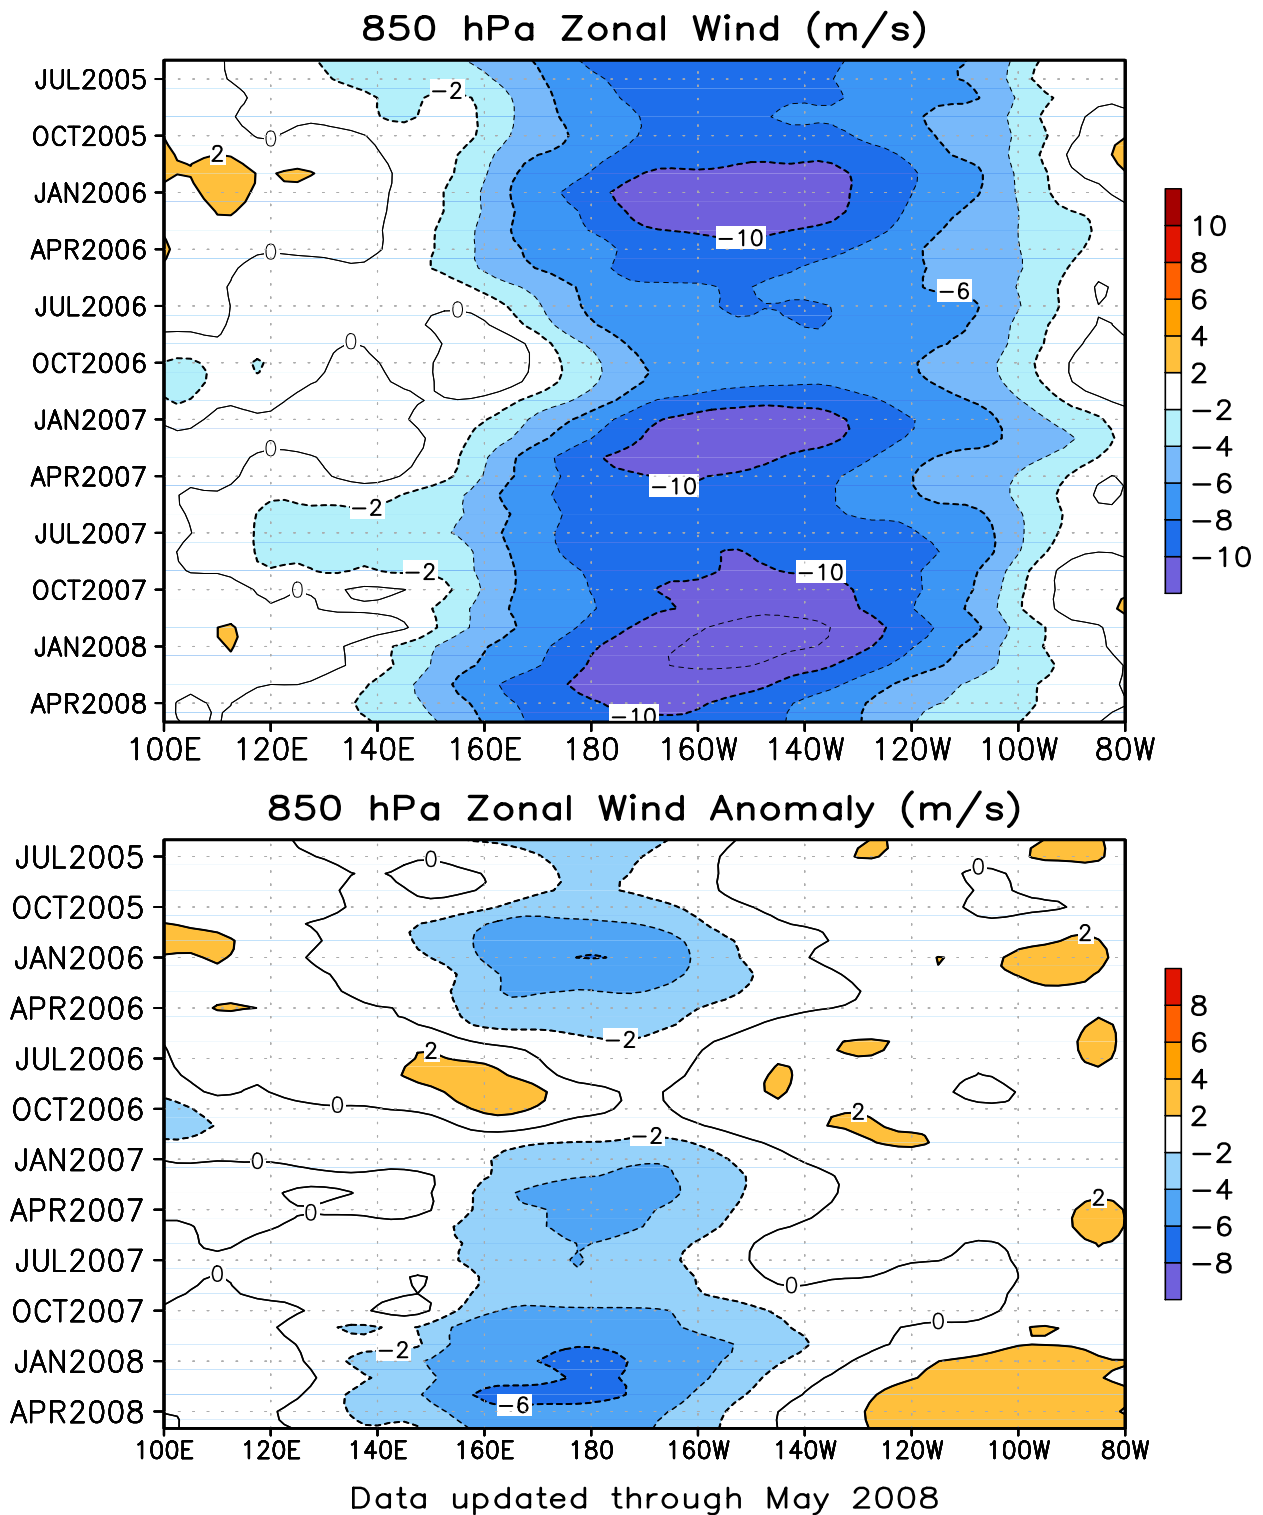 850 hPa Zonal Wind (m/s)
JUL2005
OCT2005
JAN2006
APR2006
JUL2006
OCT2006
JAN2007
APR2007
JUL2007
OCT2007
JAN2008
APR2008
-2
0
2
-10
0
-6
0
0
0
-10
-2
-2
-10
0
-10
100E 120E 140E 160E 180 160W 140W 120W 100W 80W
10
8
6
4
2
-2
-4
-6
-8
-10
850 hPa Zonal Wind Anomaly (m/s)
JUL2005
OCT2005
JAN2006
APR2006
JUL2006
OCT2006
JAN2007
APR2007
JUL2007
OCT2007
JAN2008
APR2008
0
0
2
-2
2
0
2
-2
0
2
0
0
0
0
-2
-6
100E 120E 140E 160E 180 160W 140W 120W 100W 80W
8
6
4
2
-2
-4
-6
-8
Data updated through May 2008